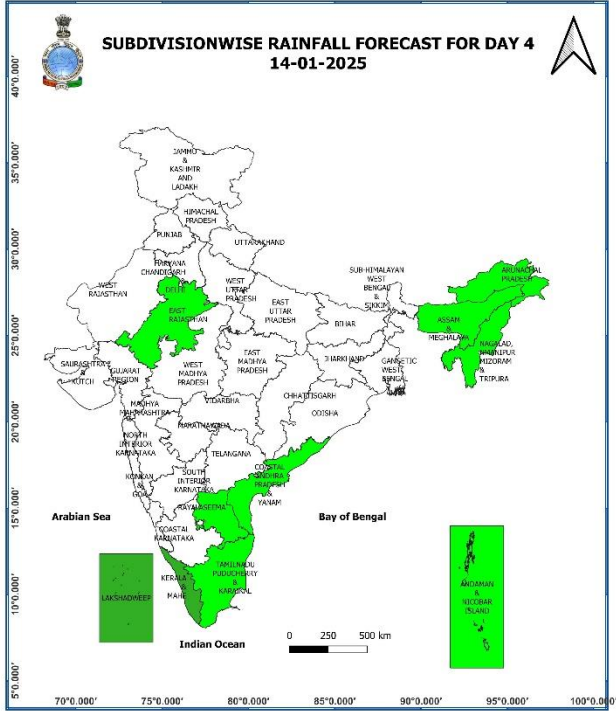 SUBDIVISIONWISE RAINFALL FORECAST FOR DAY 4
14-01-2025
40°0.000'
35°0.000'
30°0.000'
25°0.000'
20°0.000'
15°0.000'
10°0.000'
5°0.000'
JAMMU
&
KASHMIR
AND
LADAKH
HIMACHAL
PRADESH
PUNJAB
UTTARAKHAND
HARYANA
CHANDIGARH
DELHI
WEST
RAJASTHAN
WEST
UTTAR
PRADESH
EAST
RAJASTHAN
EAST
UTTAR
PRADESH
SUB-HIMALAYAN
WEST
BENGAL
&
SIKKIM
ARUNACHAL
PRADESH
ASSAM
&
MEGHALAYA
NAGALAD,
MANIPUR
MIZORAM
&
TRIPURA
BIHAR
JHARKHAND
GANGETIC
WEST
BENGAL
SAURASHTRA
&
KUTCH
GUJARAT
REGION
WEST
MADHYA
PRADESH
EAST
MADHYA
PRADESH
CHHATTISGARH
ODISHA
MADHYA
MAHARASHTRA
VIDARBHA
MARATHAWADA
NORTH
INTERIOR
KARNATAKA
TELANGANA
KONKAN
&
GOA
SOUTH
INTERIOR
KARNATAKA
COASTAL
ANDHRA
PRADESH
&
YANAM
RAYALASEEMA
COASTAL
KARNATAKA
TAMILNADU
PUDUCHERRY
&
KARAIKAL
KERALA
&
MAHE
LAKSHADWEEP
ANDAMAN
&
NICOBAR
ISLAND
Arabian Sea
Bay of Bengal
Indian Ocean
0 250 500 km
70°0.000' 75°0.000' 80°0.000' 85°0.000' 90°0.000' 95°0.000' 100°0.000'